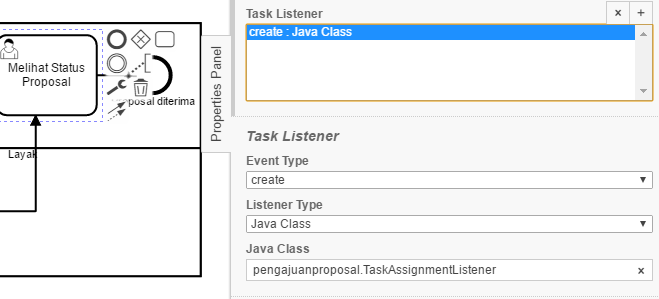 Melihat Status
Proposal
posal diterima
Layak
Properties Panel
Task Listener
× +
create : Java Class
Task Listener
Event Type
create
Listener Type
Java Class
Java Class
pengajuanproposal.TaskAssignmentListener ×